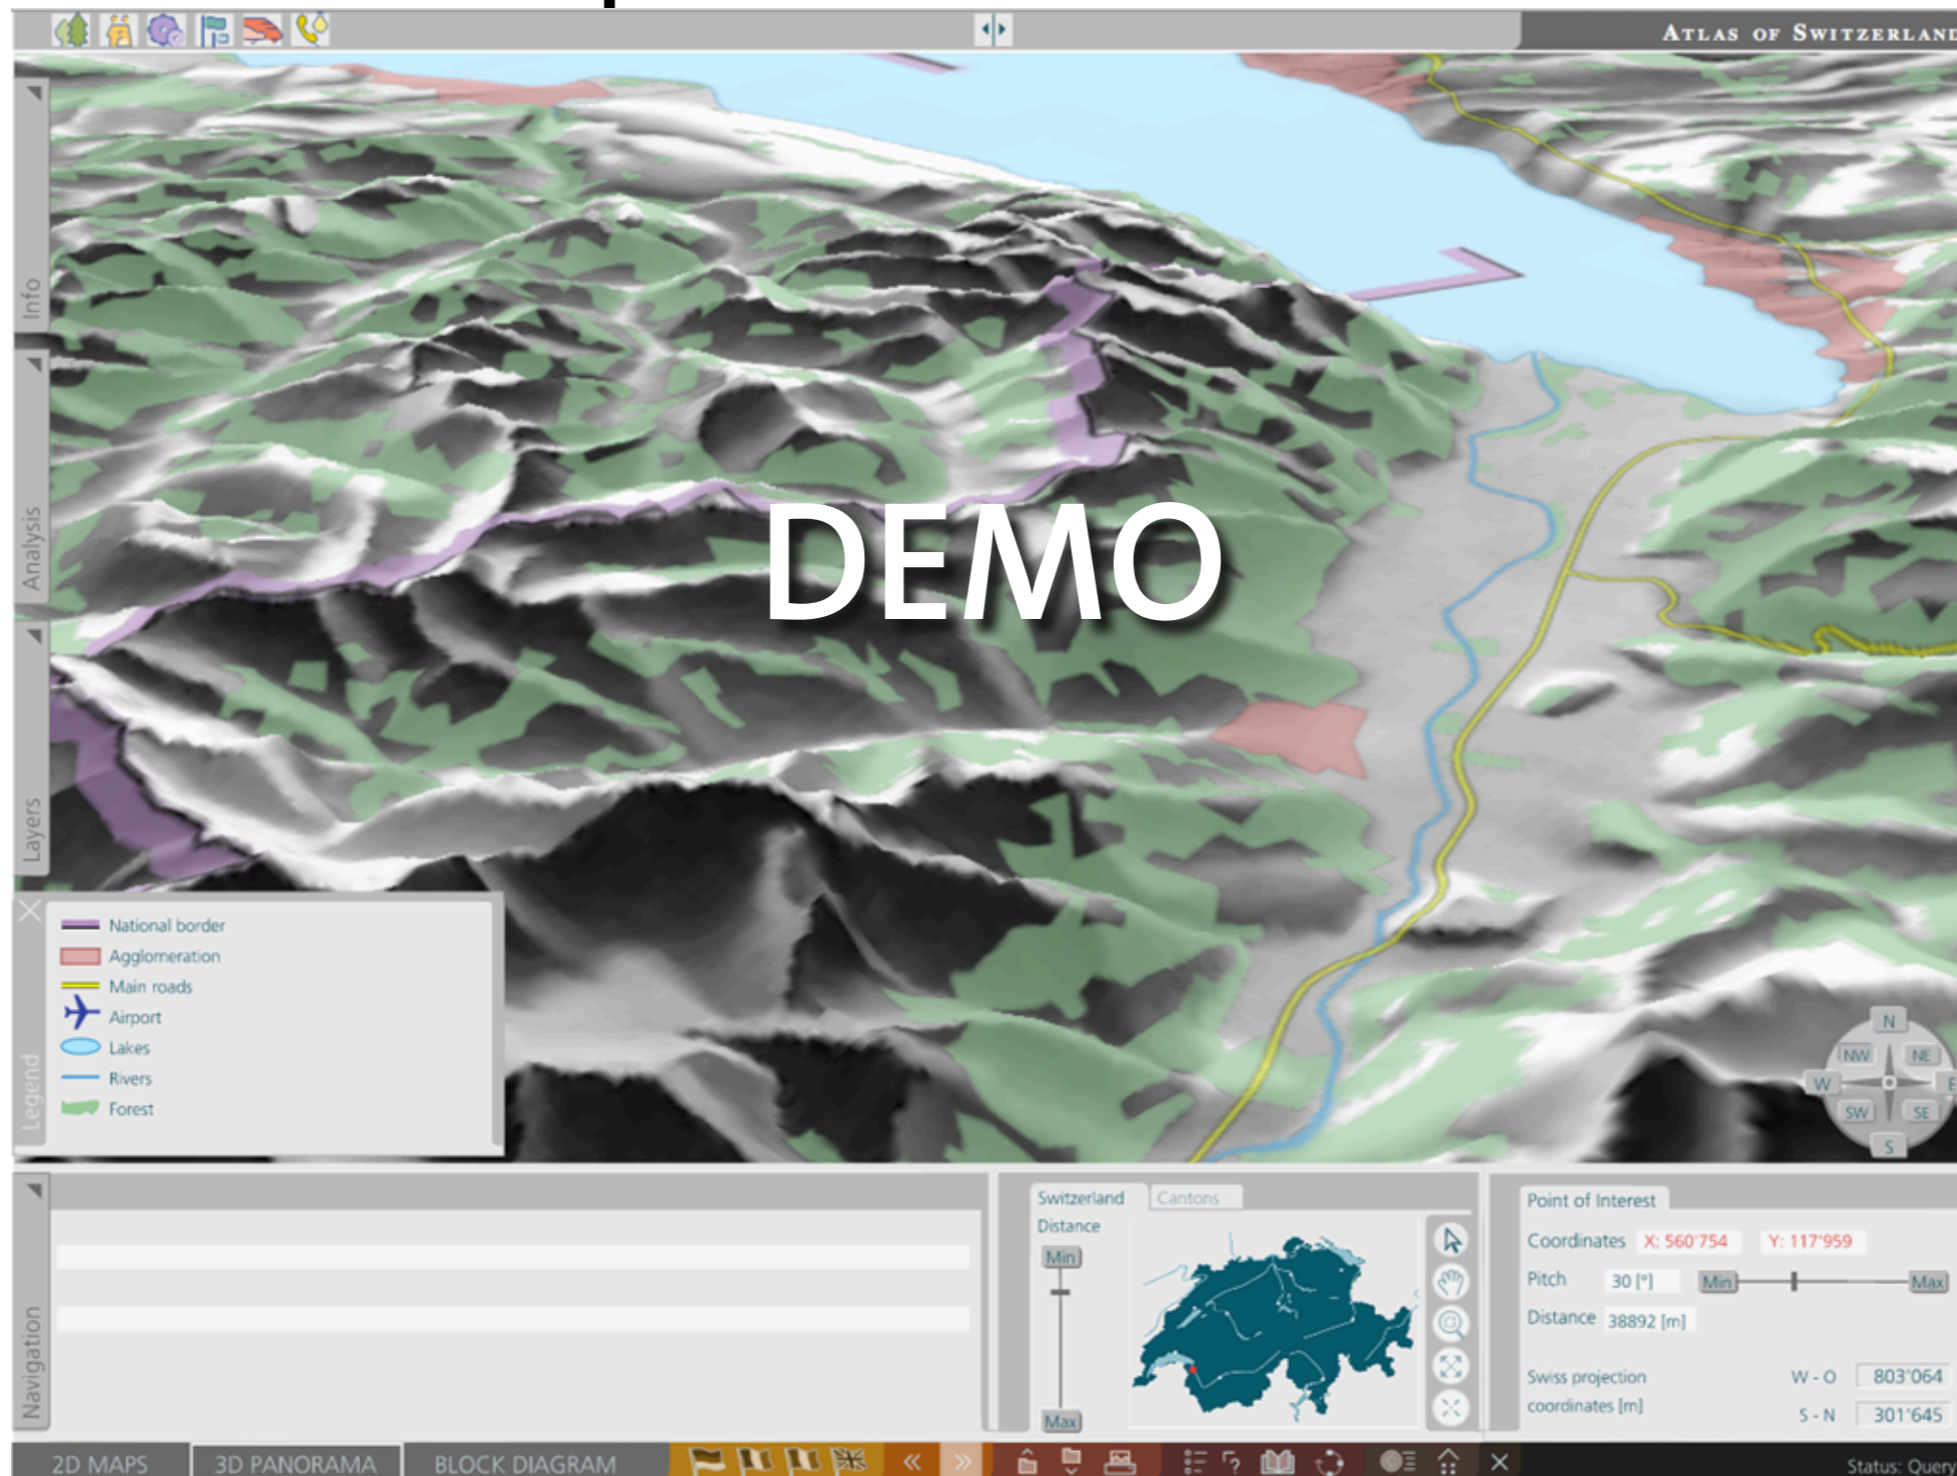 ATLAS OF SWITZERLAND
Info
Analysis
Layers
DEMO
Legend
National border
Agglomeration
Main roads
Airport
Lakes
Rivers
Forest
N
NW
NE
W
E
SW
SE
S
Navigation
Switzerland
Cantons
Distance
Min
Max
Point of Interest
Coordinates X: 560'754 Y: 117'959
Pitch 30 [°] Min Max
Distance 38892 [m]
Swiss projection W - O 803'064
coordinates [m] S - N 301'645
2D MAPS 3D PANORAMA BLOCK DIAGRAM
Status: Query